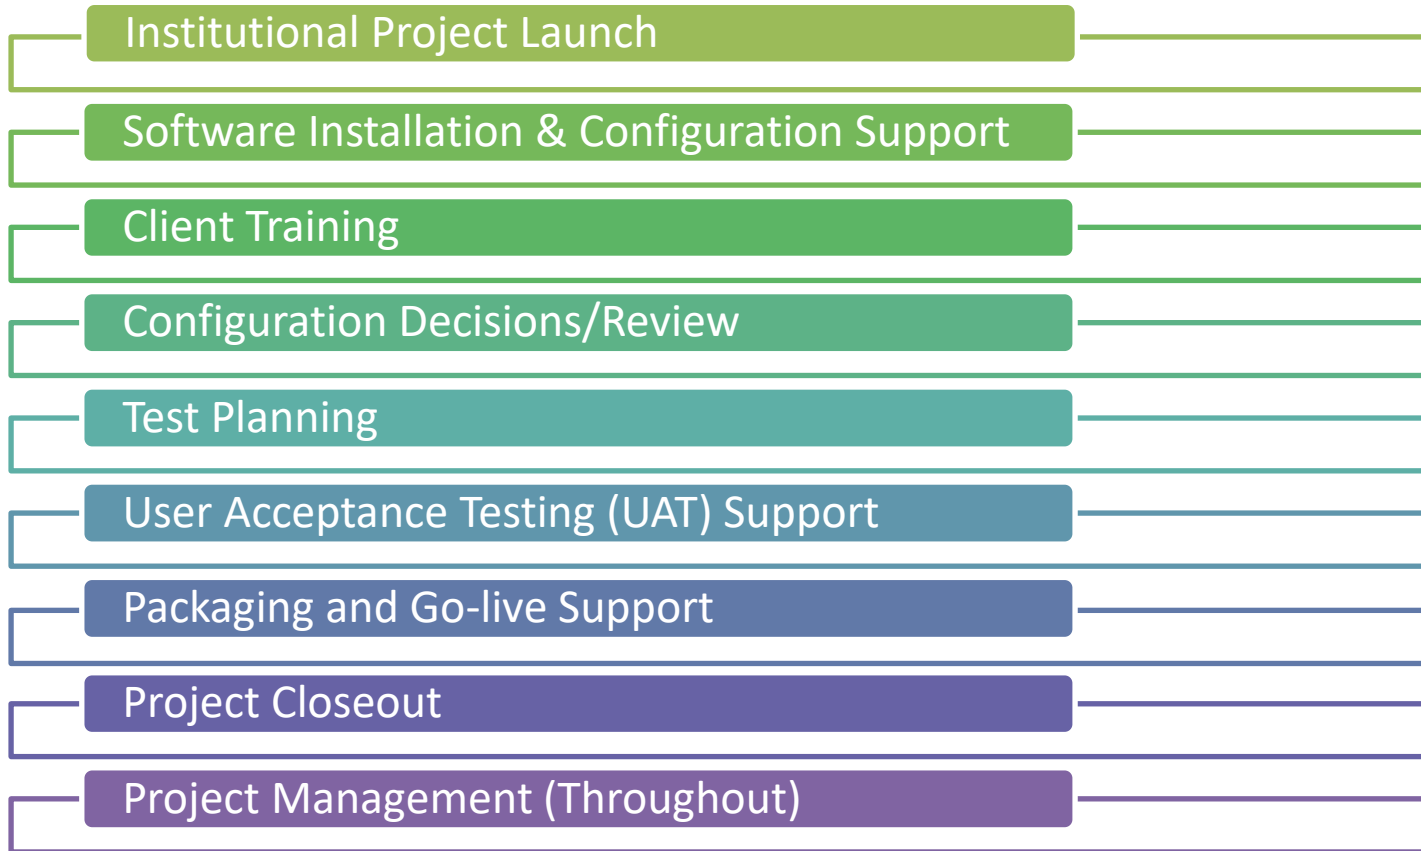 Institutional Project Launch
Software Installation & Configuration Support
Client Training
Configuration Decisions/Review
Test Planning
User Acceptance Testing (UAT) Support
Packaging and Go-live Support
Project Closeout
Project Management (Throughout)